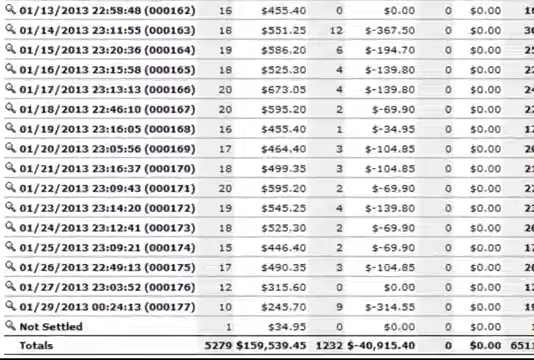 01/13/2013 22:58:48 (000162) 16 $455.40 0 $0.00 0 $0.00
01/14/2013 23:11:55 (000163) 18 $551.25 12 $-367.50 0 $0.00
01/15/2013 23:20:36 (000164) 19 $586.20 6 $-194.70 0 $0.00
01/16/2013 23:15:58 (000165) 18 $525.30 4 $-139.80 0 $0.00
01/17/2013 23:13:13 (000166) 20 $673.05 4 $-139.80 0 $0.00
01/18/2013 22:46:10 (000167) 20 $595.20 2 $-69.90 0 $0.00
01/19/2013 23:16:05 (000168) 16 $455.40 1 $-34.95 0 $0.00
01/20/2013 23:05:56 (000169) 17 $464.40 3 $-104.85 0 $0.00
01/21/2013 23:16:37 (000170) 18 $499.35 3 $-104.85 0 $0.00
01/22/2013 23:09:43 (000171) 20 $595.20 2 $-69.90 0 $0.00
01/23/2013 23:14:20 (000172) 19 $545.25 4 $-139.80 0 $0.00
01/24/2013 23:12:41 (000173) 18 $525.30 2 $-69.90 0 $0.00
01/25/2013 23:09:21 (000174) 15 $446.40 2 $-69.90 0 $0.00
01/26/2013 22:49:13 (000175) 17 $490.35 3 $-104.85 0 $0.00
01/27/2013 23:03:52 (000176) 12 $315.60 0 $0.00 0 $0.00
01/29/2013 00:24:13 (000177) 10 $245.70 9 $-314.55 0 $0.00
Not Settled 1 $34.95 0 $0.00 0 $0.00
Totals 5279 $159,539.45 1232 $-40,915.40 0 $0.00 6511